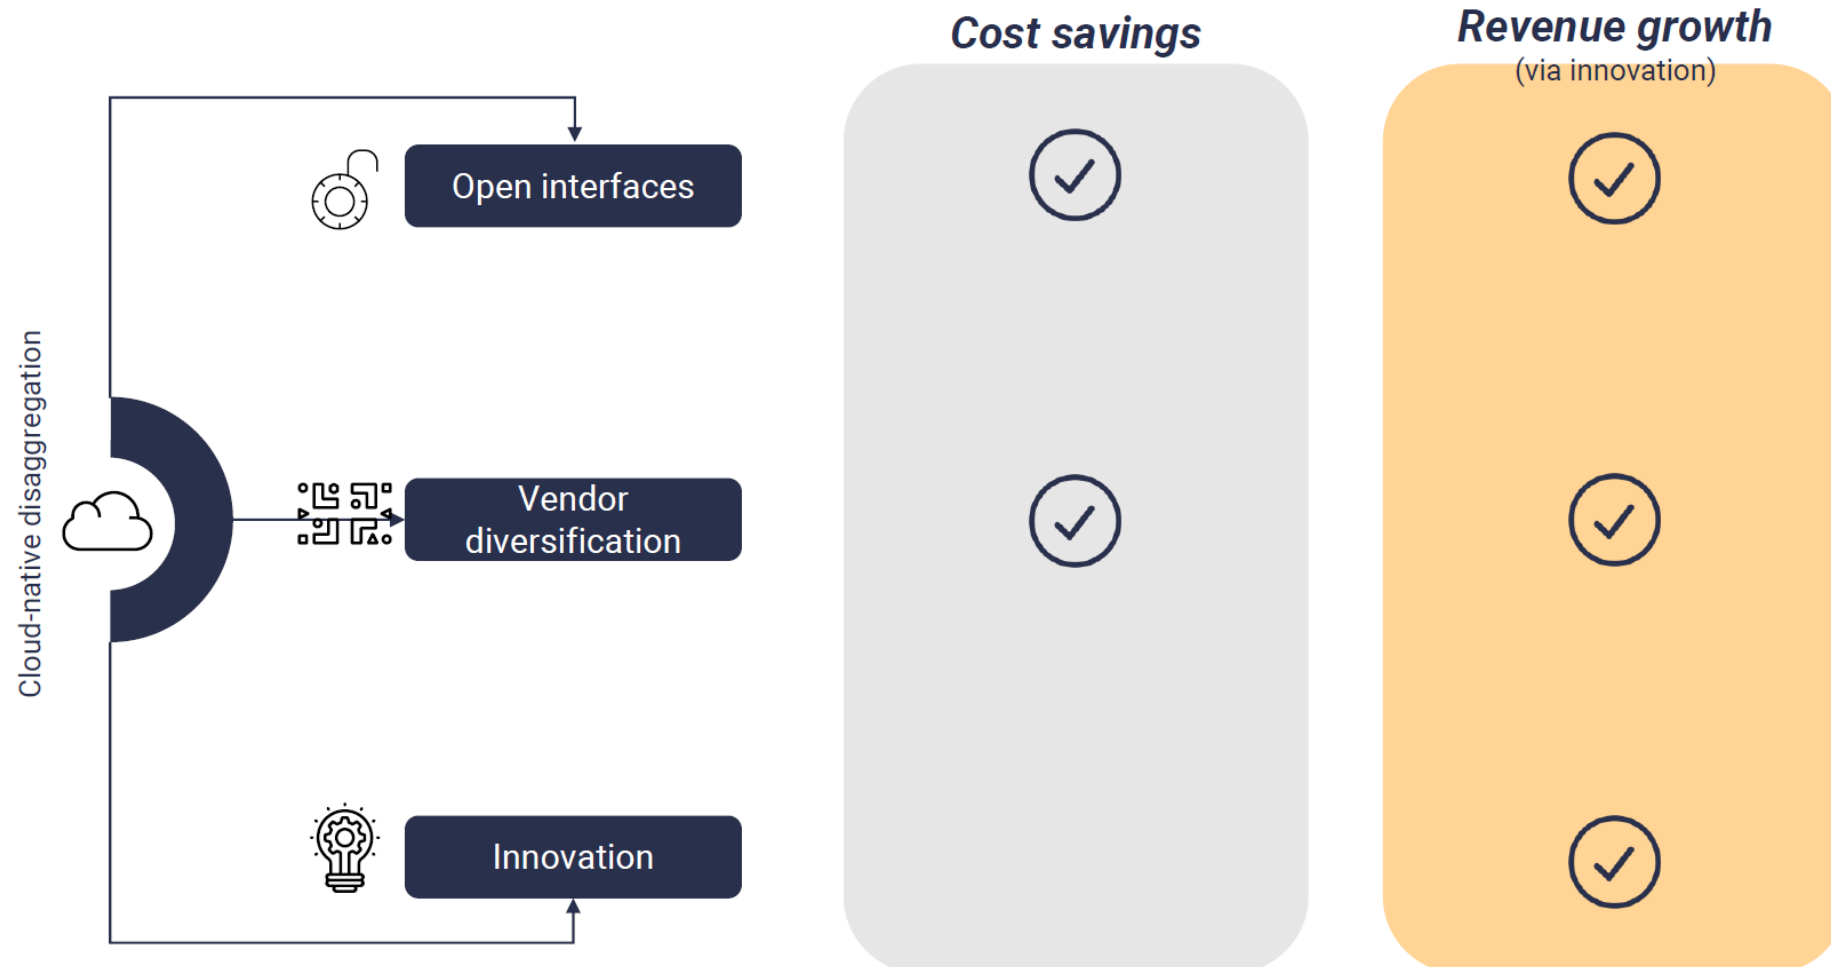 Cost savings
Revenue growth
(via innovation)
Cloud-native disaggregation
Open interfaces
Vendor
diversification
Innovation